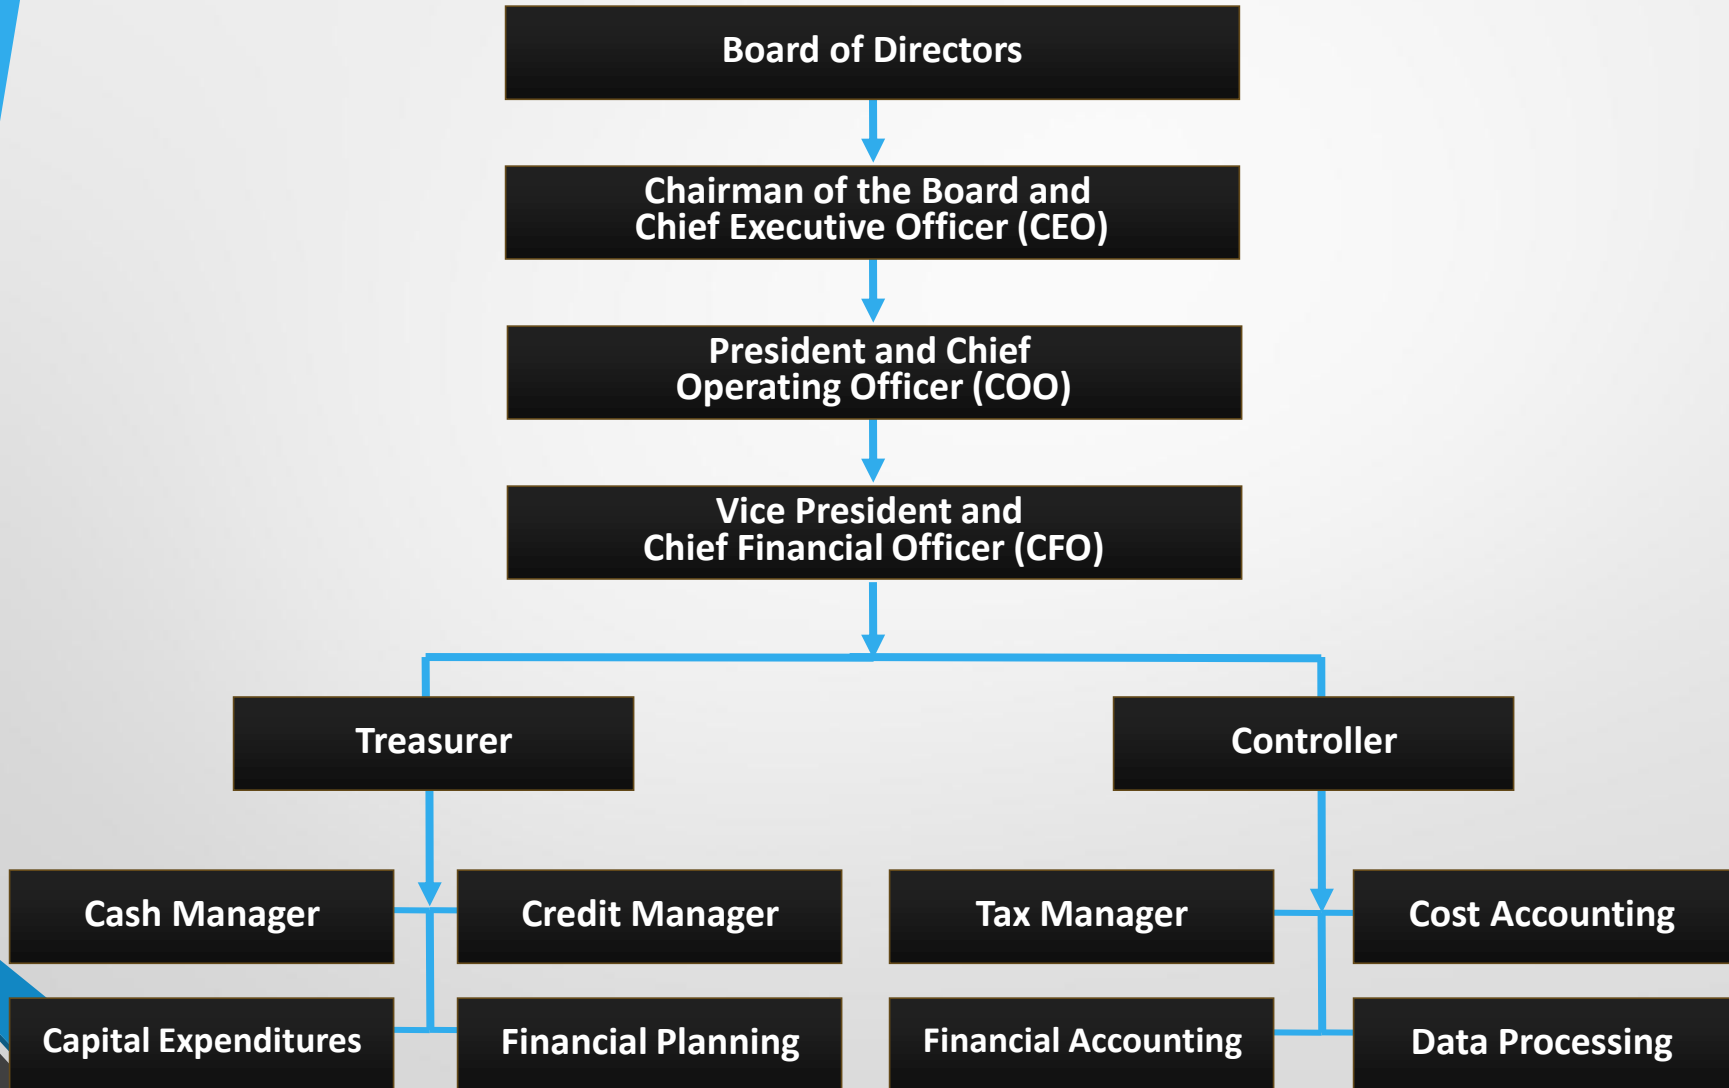 Board of Directors
Chairman of the Board and
Chief Executive Officer (CEO)
President and Chief
Operating Officer (COO)
Vice President and
Chief Financial Officer (CFO)
Treasurer
Controller
Cash Manager
Credit Manager
Tax Manager
Cost Accounting
Capital Expenditures
Financial Planning
Financial Accounting
Data Processing